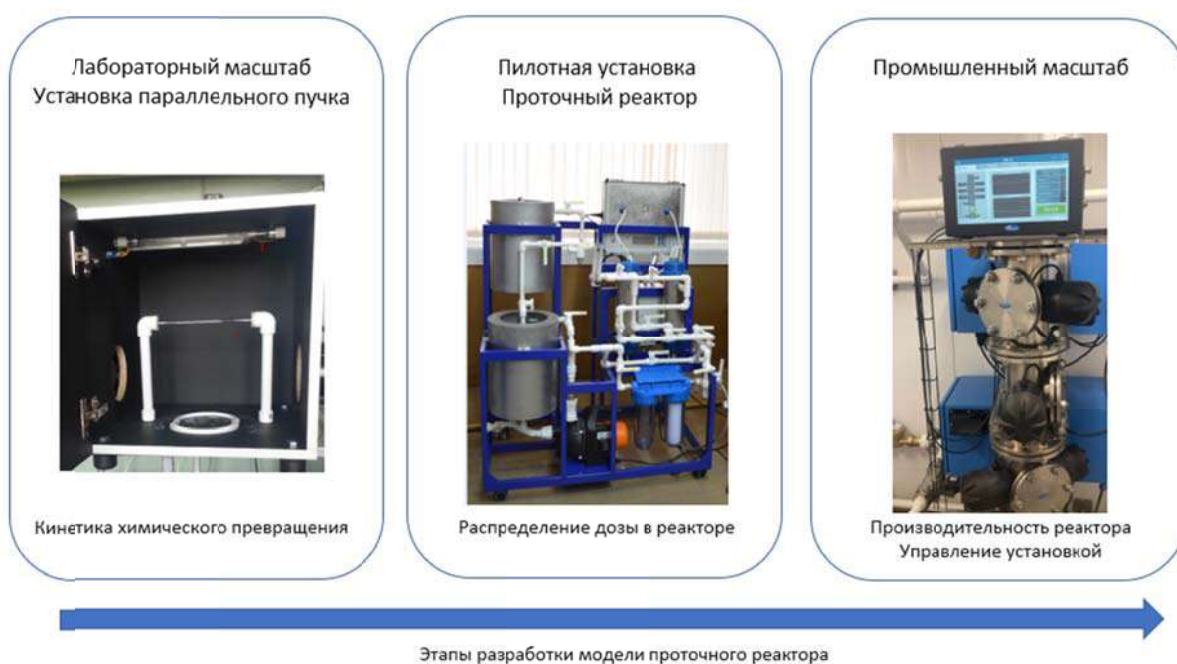 Лабораторный масштаб
Установка параллельного пучка
Кинетика химического превращения
Пилотная установка
Проточный реактор
Распределение дозы в реакторе
Промышленный масштаб
Производительность реактора
Управление установкой
Этапы разработки модели проточного реактора